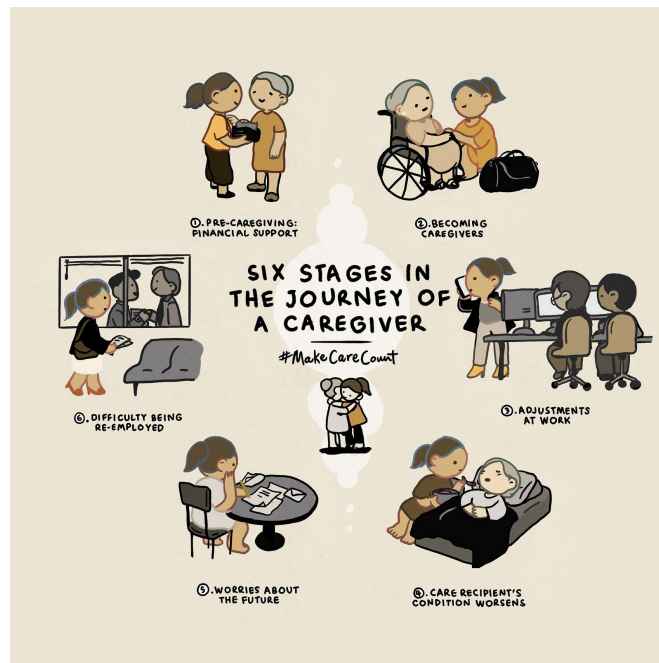 SIX STAGES IN
THE JOURNEY OF
A CAREGIVER
#MakeCareCount
①.PRE-CAREGIVING:
FINANCIAL SUPPORT
②.BECOMING
CAREGIVERS
③.ADJUSTMENTS
AT WORK
④.CARE RECIPIENT'S
CONDITION WORSENS
⑤.WORRIES ABOUT
THE FUTURE
⑥.DIFFICULTY BEING
RE-EMPLOYED